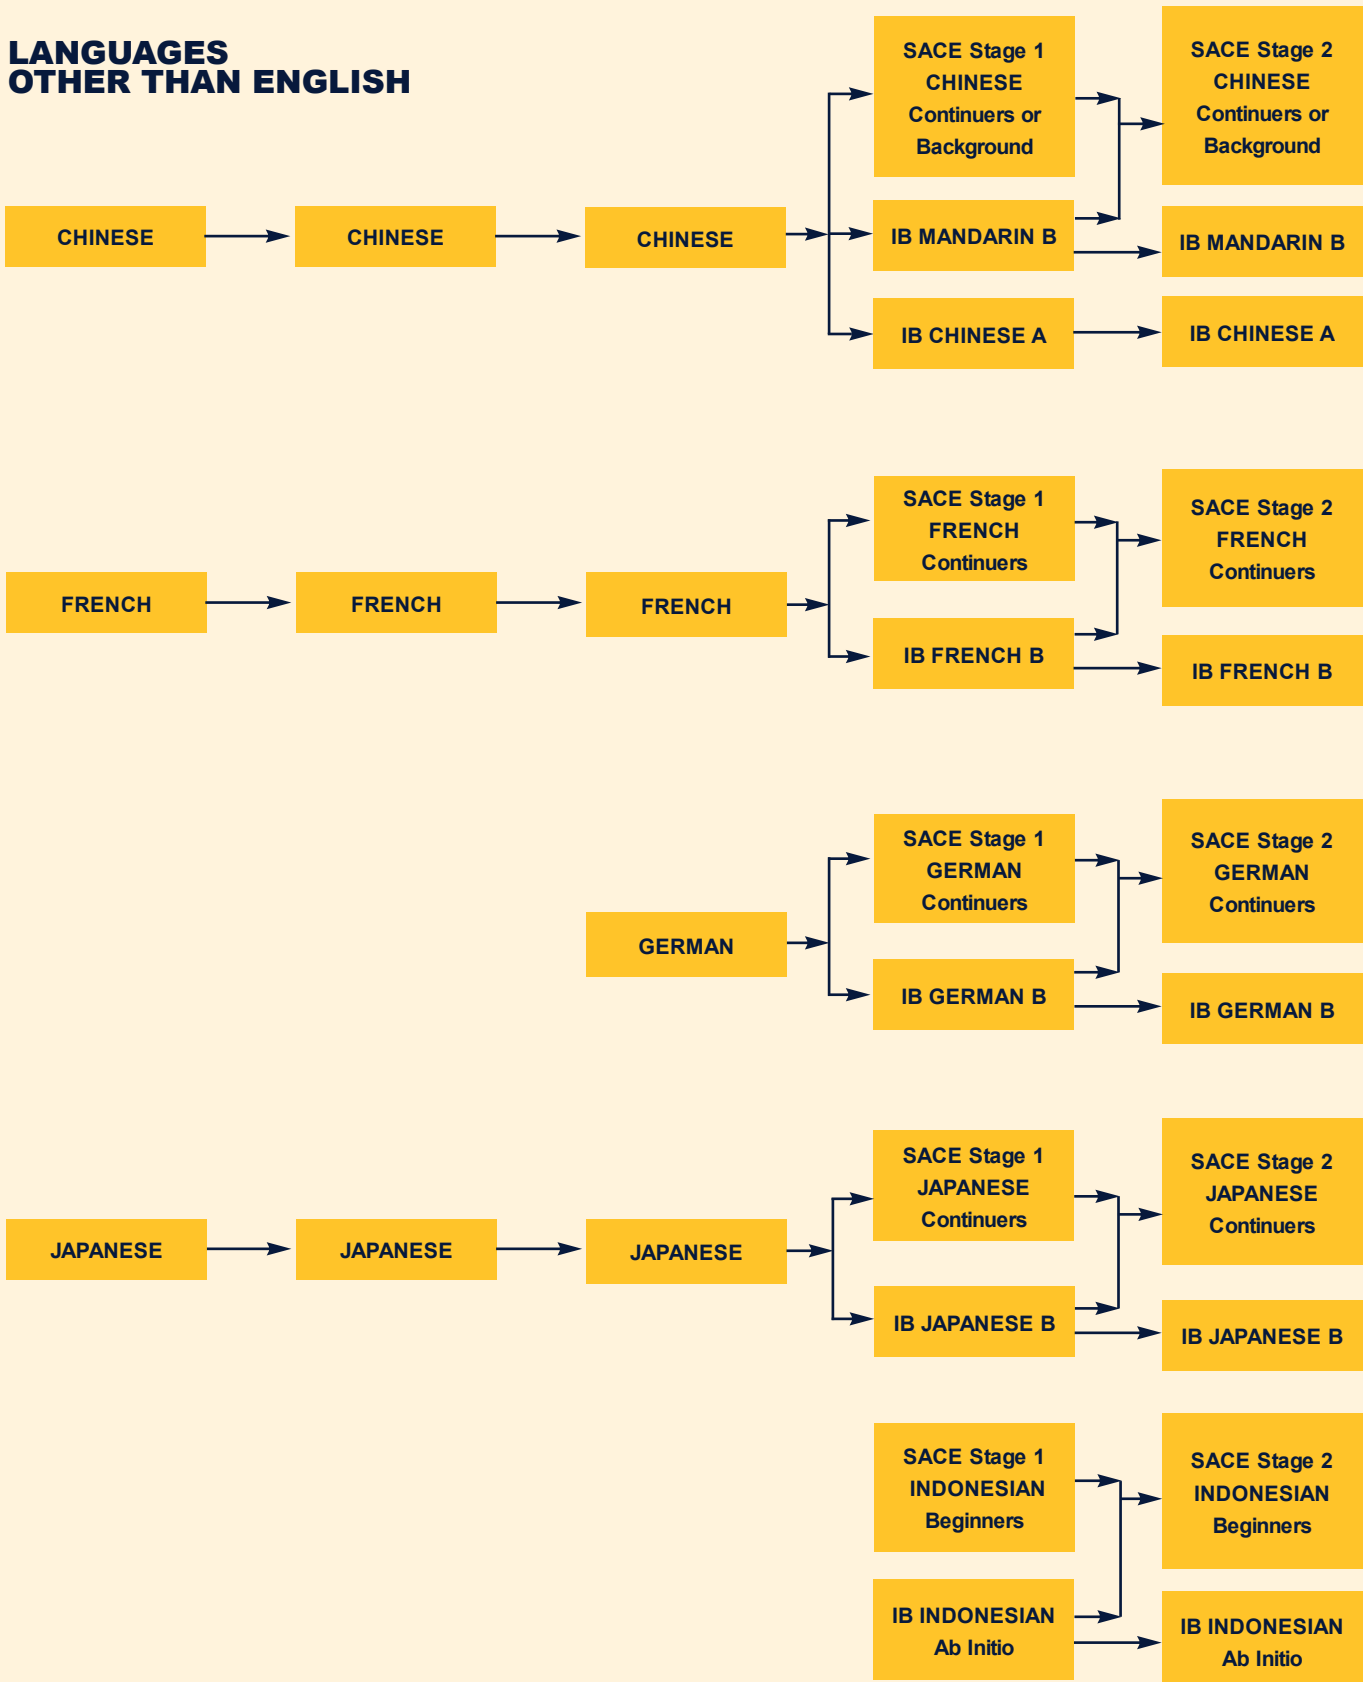 LANGUAGES
OTHER THAN ENGLISH
SACE Stage 1
CHINESE
Continuers or
Background
SACE Stage 2
CHINESE
Continuers or
Background
CHINESE
CHINESE
CHINESE
IB MANDARIN B
IB MANDARIN B
IB CHINESE A
IB CHINESE A
SACE Stage 1
FRENCH
Continuers
SACE Stage 2
FRENCH
Continuers
FRENCH
FRENCH
FRENCH
IB FRENCH B
IB FRENCH B
SACE Stage 1
GERMAN
Continuers
SACE Stage 2
GERMAN
Continuers
GERMAN
IB GERMAN B
IB GERMAN B
SACE Stage 1
JAPANESE
Continuers
SACE Stage 2
JAPANESE
Continuers
JAPANESE
JAPANESE
JAPANESE
IB JAPANESE B
IB JAPANESE B
SACE Stage 1
INDONESIAN
Beginners
SACE Stage 2
INDONESIAN
Beginners
IB INDONESIAN
Ab Initio
IB INDONESIAN
Ab Initio